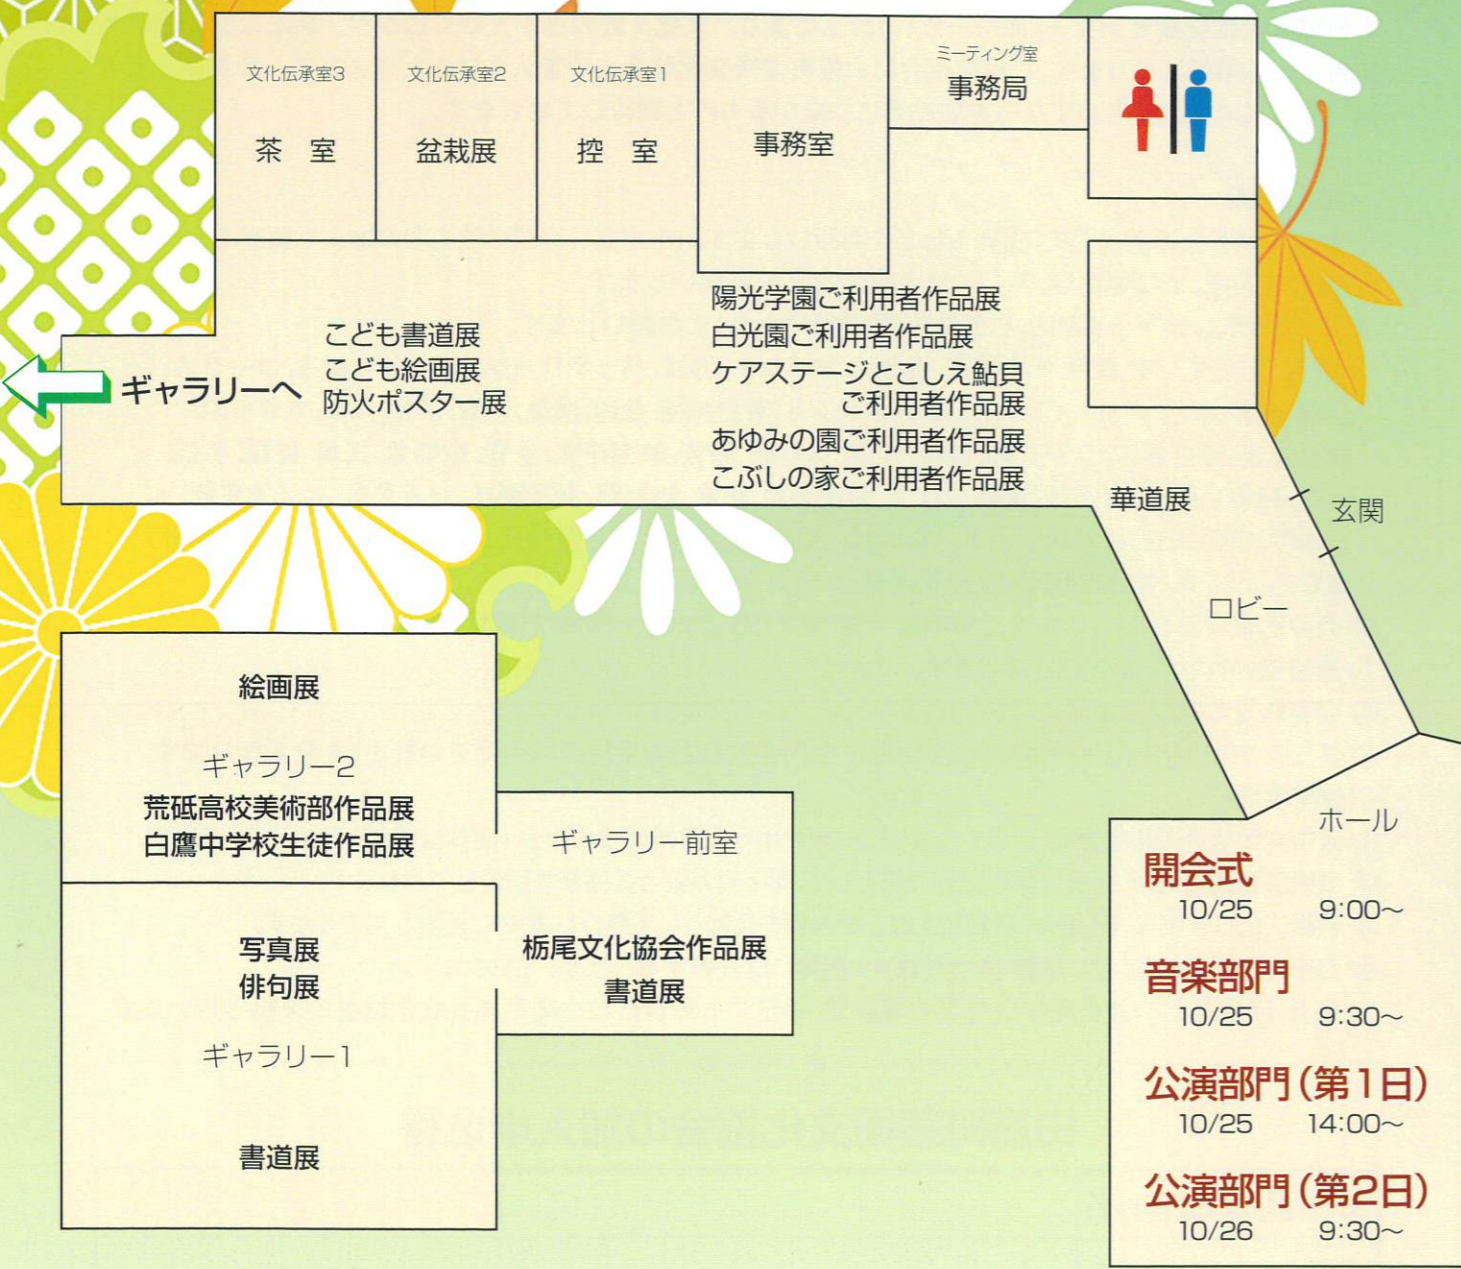 文化伝承室3
茶　室
文化伝承室2
盆栽展
文化伝承室1
控　室
事務室
ミーティング室
事務局
ギャラリーへ
こども書道展
こども絵画展
防火ポスター展
陽光学園ご利用者作品展
白光園ご利用者作品展
ケアステージとこしえ鮎貝
ご利用者作品展
あゆみの園ご利用者作品展
こぶしの家ご利用者作品展
華道展
玄関
ロビー
絵画展
ギャラリー2
荒砥高校美術部作品展
白鷹中学校生徒作品展
ギャラリー前室
栃尾文化協会作品展
書道展
写真展
俳句展
ギャラリー1
書道展
ホール
開会式
10/25　9:00〜
音楽部門
10/25　9:30〜
公演部門(第1日)
10/25　14:00〜
公演部門(第2日)
10/26　9:30〜